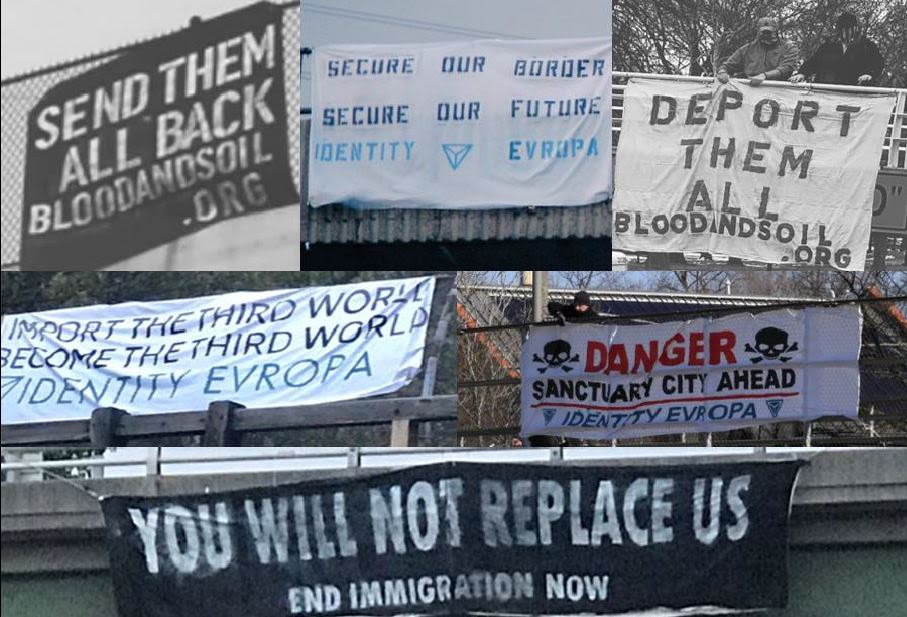 SEND THEM
ALL BACK
BLOODANDSOIL
.ORG
SECURE OUR BORDER
SECURE OUR FUTURE
IDENTITY EVROPA
DEPORT
THEM
ALL
BLOODANDSOIL
.ORG
D"
IMPORT THE THIRD WORLD
BECOME THE THIRD WORLD
IDENTITY EVROPA
DANGER
SANCTUARY CITY AHEAD
IDENTITY EVROPA
YOU WILL NOT REPLACE US
END IMMIGRATION NOW